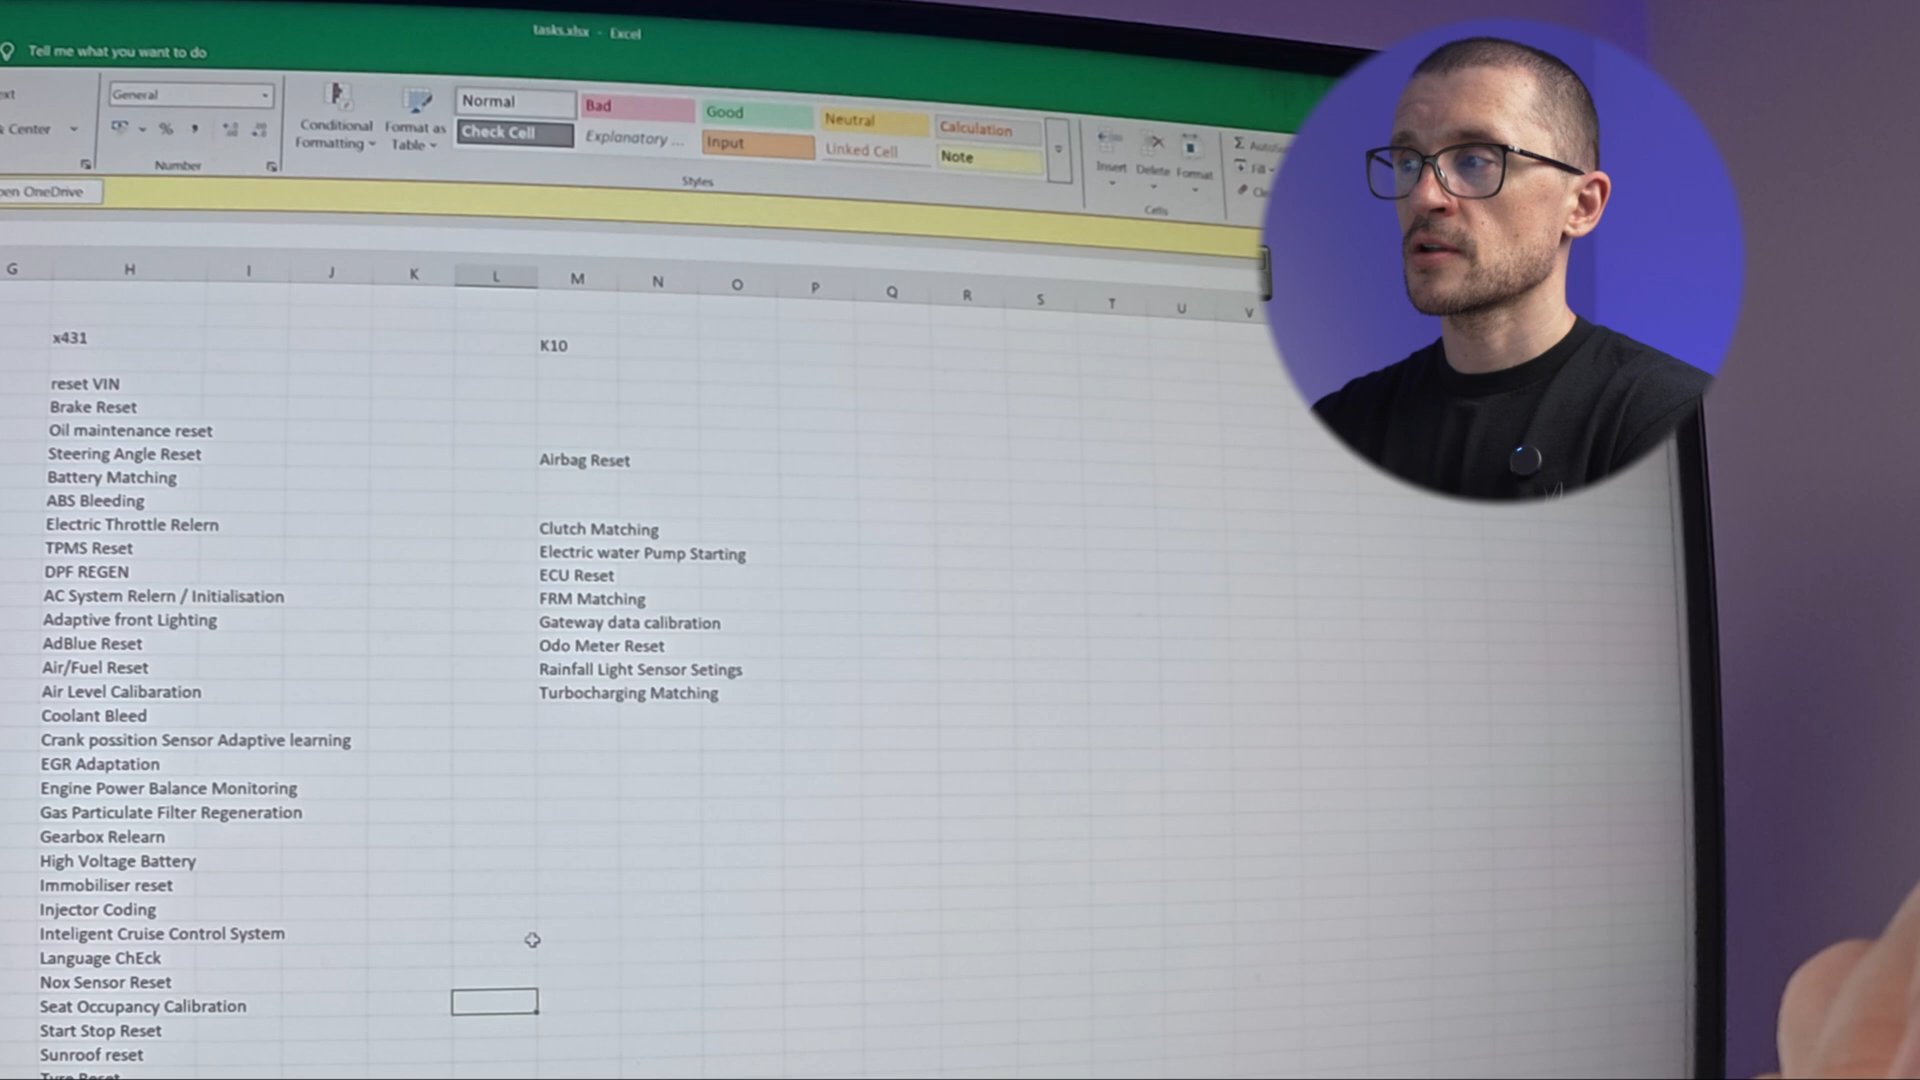 tasks.xlsx - Excel
Tell me what you want to do
General
Center
%
Number
Conditional
Formatting
Format as
Table
Normal
Bad
Good
Neutral
Calculation
Check Cell
Explanatory ...
Input
Linked Cell
Note
Styles
Insert
Delete
Format
Cells
Fill
OneDrive
G H I J K L M N O P Q R S T U V
x431
K10
reset VIN
Brake Reset
Oil maintenance reset
Steering Angle Reset
Airbag Reset
Battery Matching
ABS Bleeding
Electric Throttle Relern
Clutch Matching
TPMS Reset
Electric water Pump Starting
DPF REGEN
ECU Reset
AC System Relern / Initialisation
FRM Matching
Adaptive front Lighting
Gateway data calibration
AdBlue Reset
Odo Meter Reset
Air/Fuel Reset
Rainfall Light Sensor Setings
Air Level Calibaration
Turbocharging Matching
Coolant Bleed
Crank possition Sensor Adaptive learning
EGR Adaptation
Engine Power Balance Monitoring
Gas Particulate Filter Regeneration
Gearbox Relearn
High Voltage Battery
Immobiliser reset
Injector Coding
Inteligent Cruise Control System
Language ChEck
Nox Sensor Reset
Seat Occupancy Calibration
Start Stop Reset
Sunroof reset